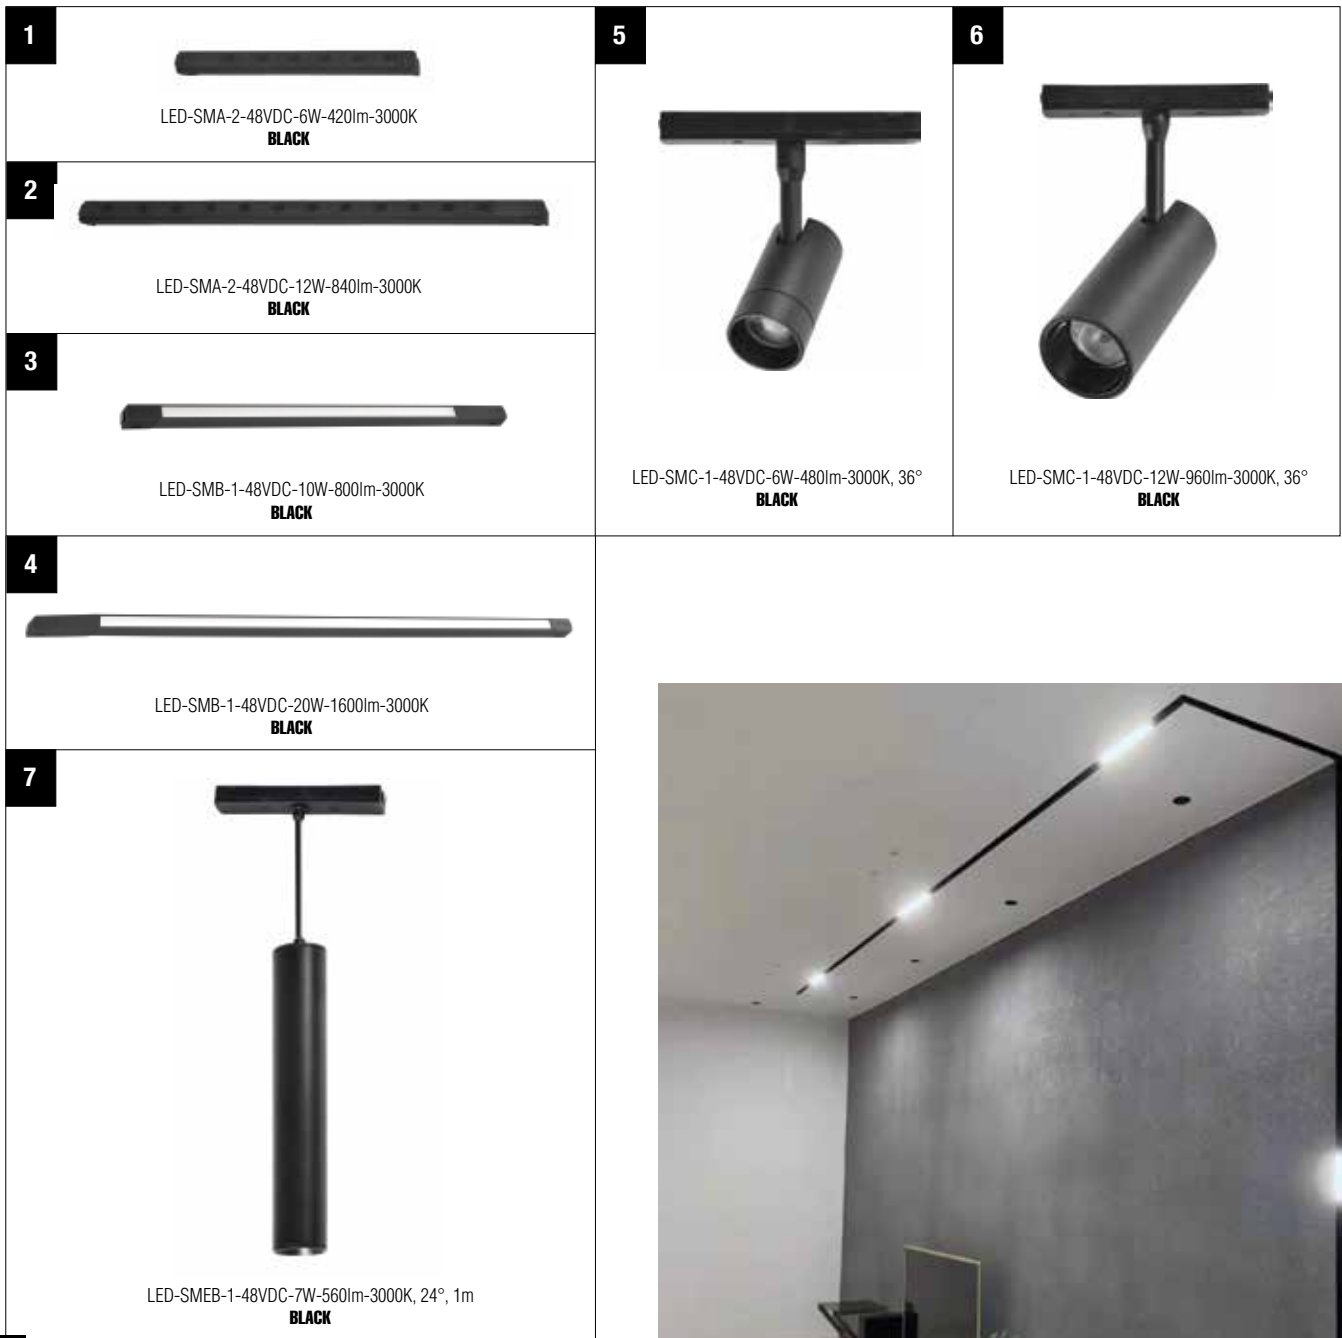 1
LED-SMA-2-48VDC-6W-420lm-3000K
BLACK
2
LED-SMA-2-48VDC-12W-840lm-3000K
BLACK
3
LED-SMB-1-48VDC-10W-800lm-3000K
BLACK
4
LED-SMB-1-48VDC-20W-1600lm-3000K
BLACK
5
LED-SMC-1-48VDC-6W-480lm-3000K, 36°
BLACK
6
LED-SMC-1-48VDC-12W-960lm-3000K, 36°
BLACK
7
LED-SMEB-1-48VDC-7W-560lm-3000K, 24°, 1m
BLACK